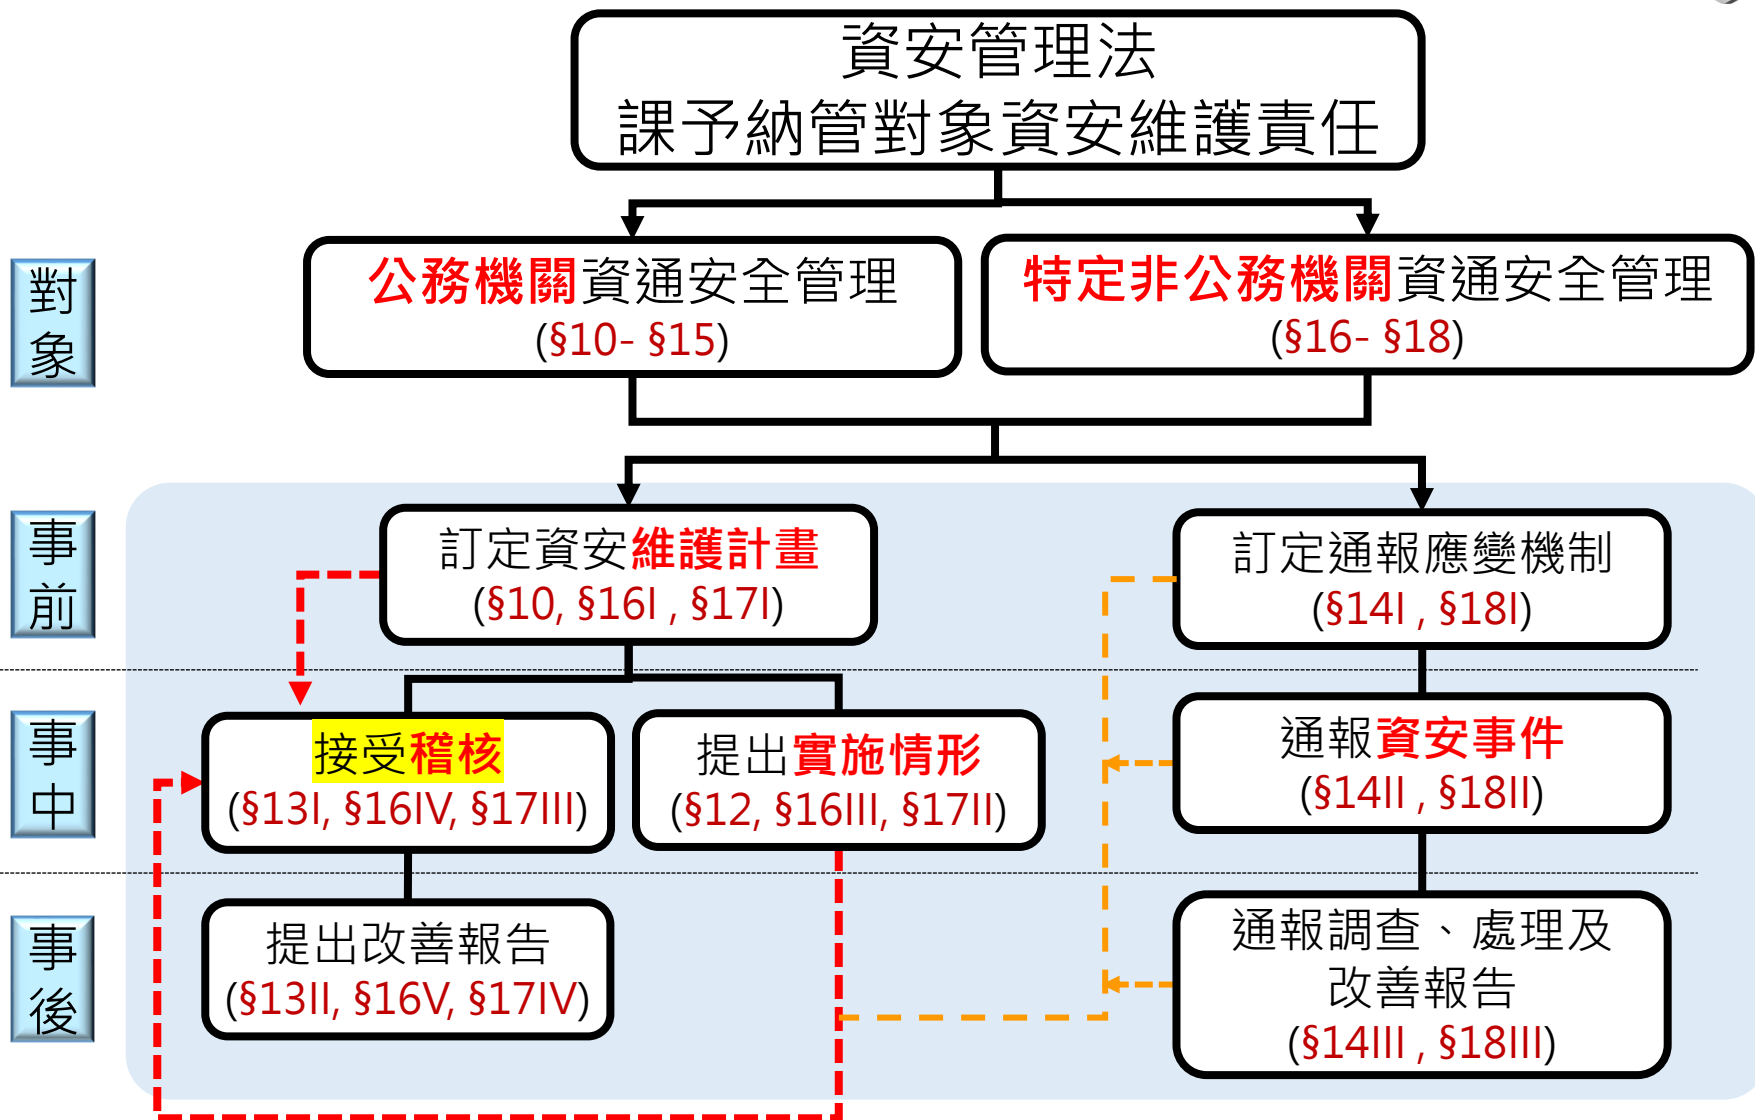 資安管理法
課予納管對象資安維護責任
對
象
公務機關資通安全管理
(§10- §15)
特定非公務機關資通安全管理
(§16- §18)
事
前
訂定資安維護計畫
(§10, §16I , §17I)
訂定通報應變機制
(§14I , §18I)
事
中
接受稽核
(§13I, §16IV, §17III)
提出實施情形
(§12, §16III, §17II)
通報資安事件
(§14II , §18II)
事
後
提出改善報告
(§13II, §16V, §17IV)
通報調查、處理及
改善報告
(§14III , §18III)